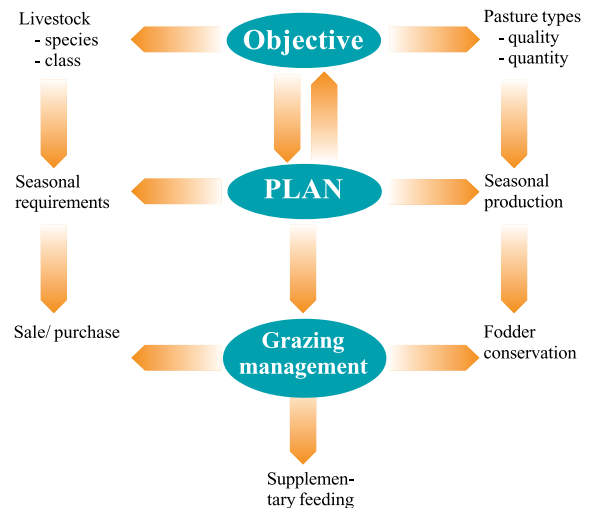 Livestock
- species
- class
Objective
Pasture types
- quality
- quantity
Seasonal
requirements
PLAN
Seasonal
production
Sale/ purchase
Grazing
management
Fodder
conservation
Supplemen-
tary feeding